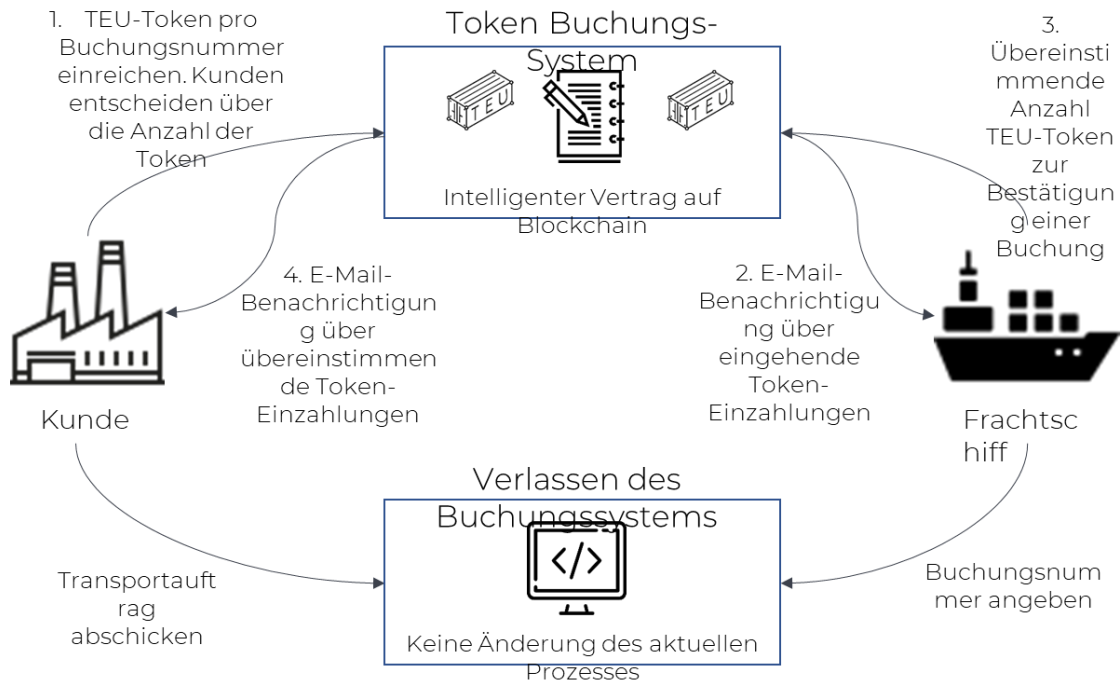 1. TEU-Token pro
Buchungsnummer
einreichen. Kunden
entscheiden über
die Anzahl der
Token
Token Buchungs-
System
TEU
TEU
Intelligenter Vertrag auf
Blockchain
3.
Übereinsti
mmende
Anzahl
TEU-Token
zur
Bestätigun
g einer
Buchung
4. E-Mail-
Benachrichtigun
g über
übereinstimmen
de Token-
Einzahlungen
2. E-Mail-
Benachrichtigu
ng über
eingehende
Token-
Einzahlungen
Kunde
Frachtsc
hiff
Verlassen des
Buchungssystems
</>
Keine Änderung des aktuellen
Prozesses
Transportauft
rag
abschicken
Buchungsnum
mer angeben